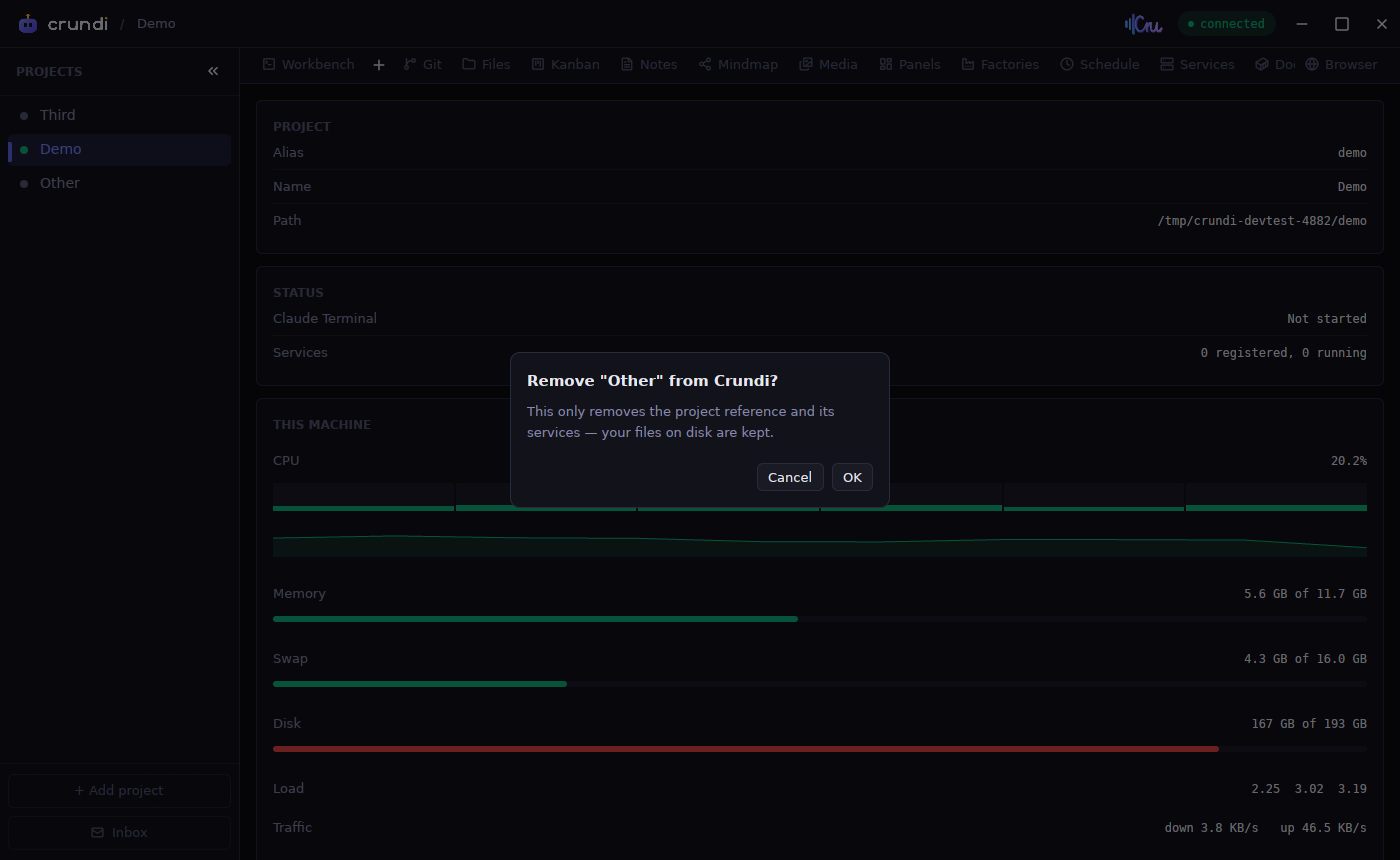 crundi / Demo
Cru
connected
PROJECTS
Workbench
Git
Files
Kanban
Notes
Mindmap
Media
Panels
Factories
Schedule
Services
Browser
Third
Demo
Other
PROJECT
Alias demo
Name Demo
Path /tmp/crundi-devtest-4882/demo
STATUS
Claude Terminal Not started
Services 0 registered, 0 running
Remove "Other" from Crundi?
This only removes the project reference and its
services — your files on disk are kept.
Cancel OK
THIS MACHINE
CPU 20.2%
Memory 5.6 GB of 11.7 GB
Swap 4.3 GB of 16.0 GB
Disk 167 GB of 193 GB
Load 2.25 3.02 3.19
Traffic down 3.8 KB/s up 46.5 KB/s
+ Add project
Inbox